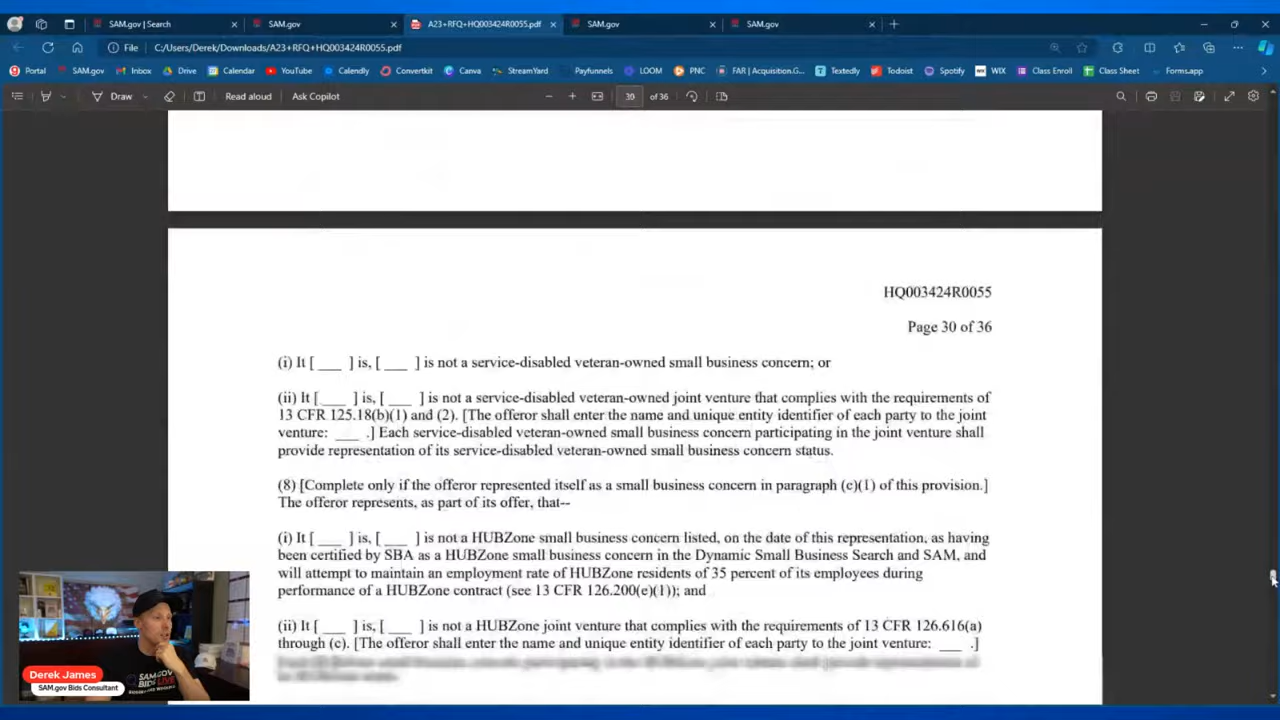 SAM.gov | Search
SAM.gov
A23+RFQ+HQ003424R0055.pdf
SAM.gov
SAM.gov
File
C:/Users/Derek/Downloads/A23+RFQ+HQ003424R0055.pdf
Portal
SAM.gov
Inbox
Drive
Calendar
YouTube
Calendly
Convertkit
Canva
StreamYard
Payfunnels
LOOM
PNC
FAR | Acquisition.G...
Textedly
Todoist
Spotify
WIX
Class Enroll
Class Sheet
Forms.app
Draw
Read aloud
Ask Copilot
30 of 36
HQ003424R0055
Page 30 of 36
(i) It [ ___ ] is, [ ___ ] is not a service-disabled veteran-owned small business concern; or
(ii) It [ ___ ] is, [ ___ ] is not a service-disabled veteran-owned joint venture that complies with the requirements of
13 CFR 125.18(b)(1) and (2). [The offeror shall enter the name and unique entity identifier of each party to the joint
venture: ___ .] Each service-disabled veteran-owned small business concern participating in the joint venture shall
provide representation of its service-disabled veteran-owned small business concern status.
(8) [Complete only if the offeror represented itself as a small business concern in paragraph (c)(1) of this provision.]
The offeror represents, as part of its offer, that--
(i) It [ ___ ] is, [ ___ ] is not a HUBZone small business concern listed, on the date of this representation, as having
been certified by SBA as a HUBZone small business concern in the Dynamic Small Business Search and SAM, and
will attempt to maintain an employment rate of HUBZone residents of 35 percent of its employees during
performance of a HUBZone contract (see 13 CFR 126.200(e)(1)); and
(ii) It [ ___ ] is, [ ___ ] is not a HUBZone joint venture that complies with the requirements of 13 CFR 126.616(a)
through (c). [The offeror shall enter the name and unique entity identifier of each party to the joint venture: ___ .]
SAM.GOV
BIDS LIVE
Derek James
SAM.gov Bids Consultant